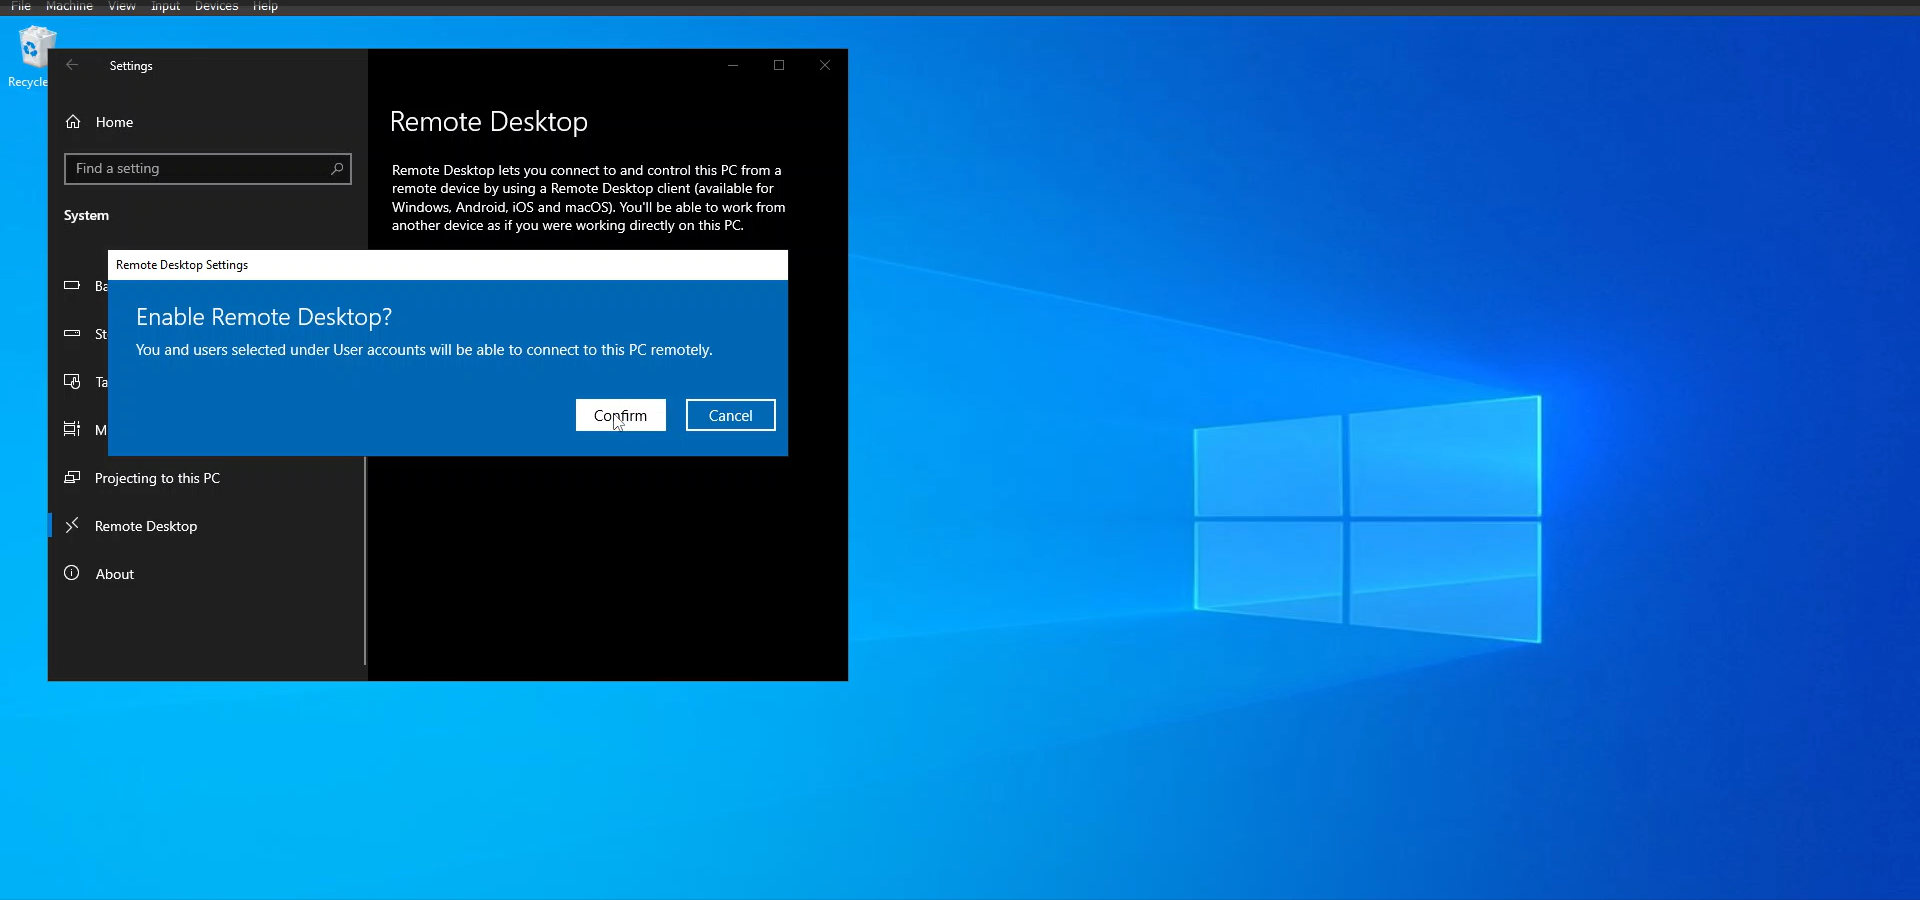 File Machine View Input Devices Help
Recycle
Settings
Home
Find a setting
System
Ba
St
Ta
M
Projecting to this PC
Remote Desktop
About
Remote Desktop
Remote Desktop lets you connect to and control this PC from a
remote device by using a Remote Desktop client (available for
Windows, Android, iOS and macOS). You'll be able to work from
another device as if you were working directly on this PC.
Remote Desktop Settings
Enable Remote Desktop?
You and users selected under User accounts will be able to connect to this PC remotely.
Confirm
Cancel